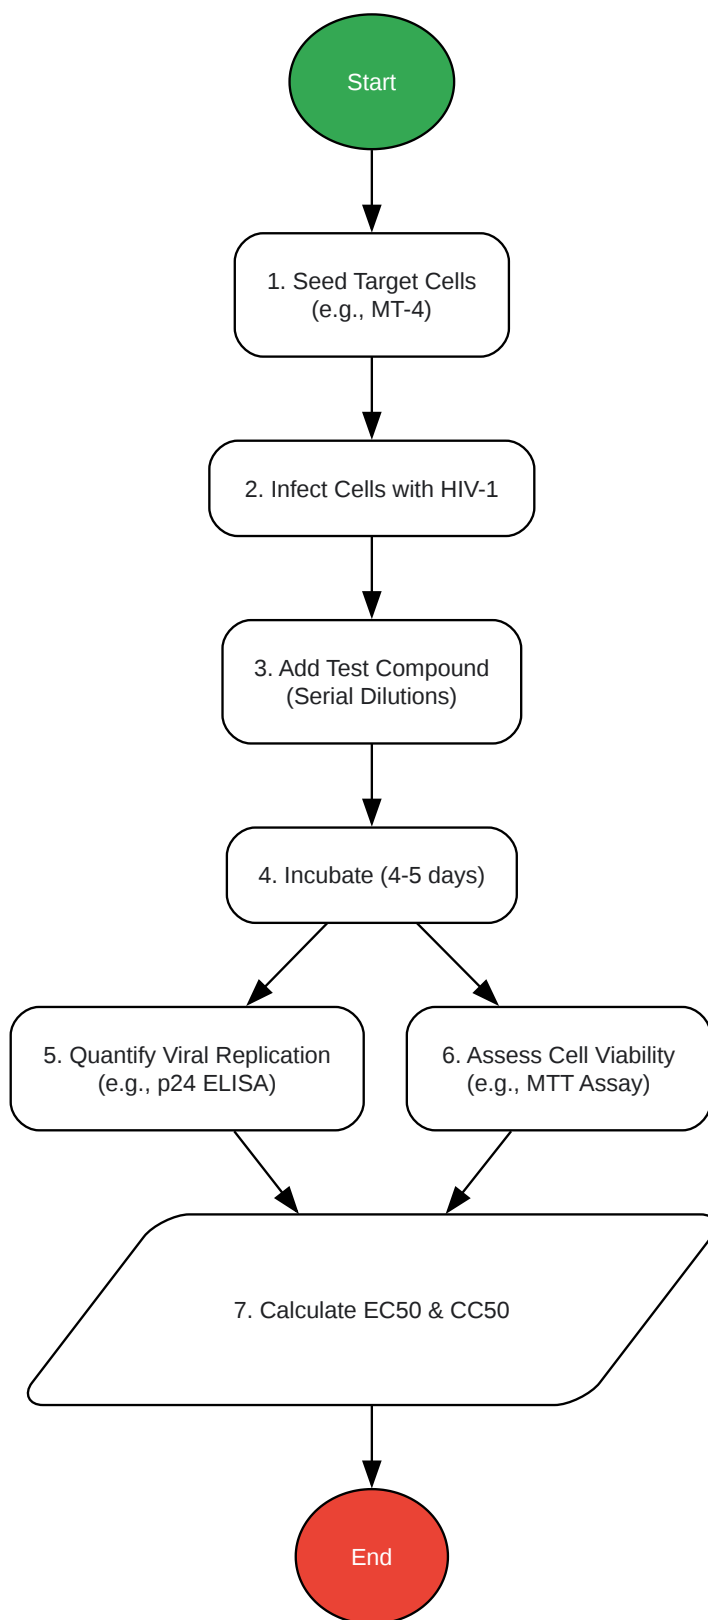 Start
1. Seed Target Cells
(e.g., MT-4)
2. Infect Cells with HIV-1
3. Add Test Compound
(Serial Dilutions)
4. Incubate (4-5 days)
5. Quantify Viral Replication
(e.g., p24 ELISA)
6. Assess Cell Viability
(e.g., MTT Assay)
7. Calculate EC50 & CC50
End